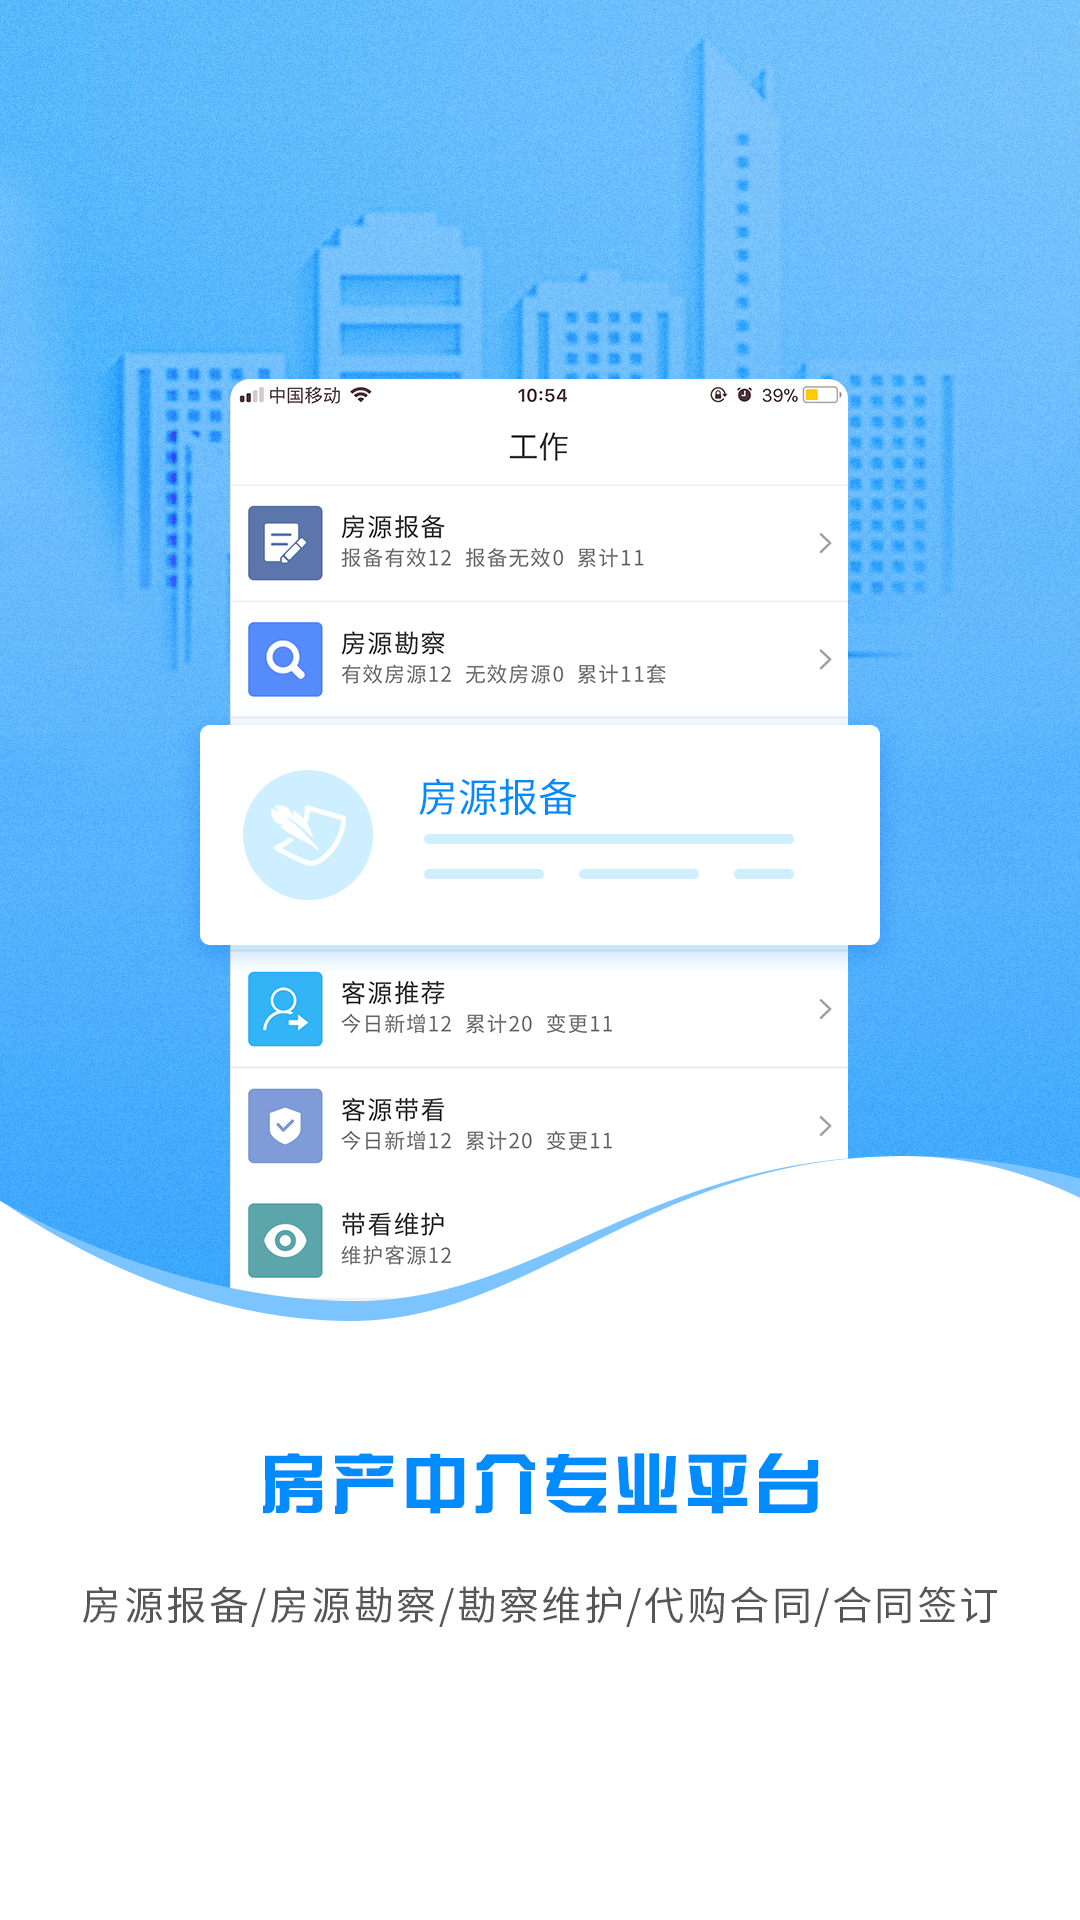 中国移动 10:54 39%
工作
房源报备
报备有效12 报备无效0 累计11
房源勘察
有效房源12 无效房源0 累计11套
房源报备
客源推荐
今日新增12 累计20 变更11
客源带看
今日新增12 累计20 变更11
带看维护
维护客源12
房产中介专业平台
房源报备/房源勘察/勘察维护/代购合同/合同签订